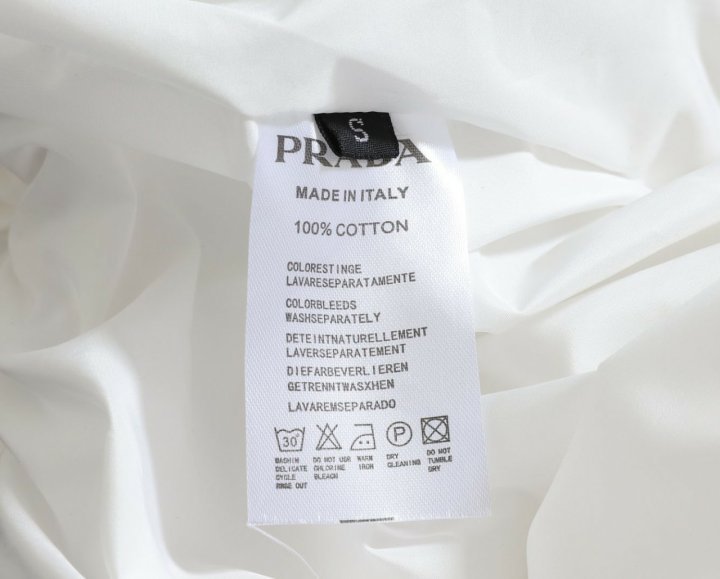 S
PRADA
MADE IN ITALY
100% COTTON
COLORESTINGE
LAVARESEPARATAMENTE
COLORBLEEDS
WASHSEPARATELY
DETEINTNATURELLEMENT
LAVERSEPARATEMENT
DIEFARBEVERLIEREN
GETRENNTWASXHEN
LAVAREMSEPARADO
30° P
WASHIN DO NOT USR WARM DRY DO NOT
DELICATE CHLORINE IRON CLEANING TUMBLE
CYCLE BLEACH DRY
RINSE OUT